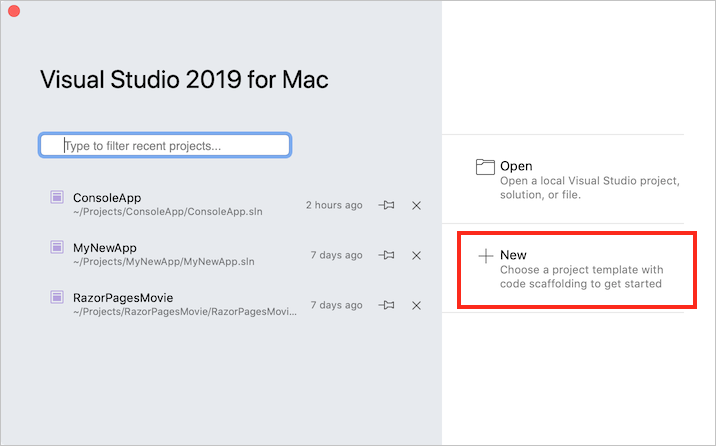 Visual Studio 2019 for Mac
Type to filter recent projects...
ConsoleApp
~/Projects/ConsoleApp/ConsoleApp.sln
2 hours ago
MyNewApp
~/Projects/MyNewApp/MyNewApp.sln
7 days ago
RazorPagesMovie
~/Projects/RazorPagesMovie/RazorPagesMovi...
7 days ago
Open
Open a local Visual Studio project,
solution, or file.
New
Choose a project template with
code scaffolding to get started